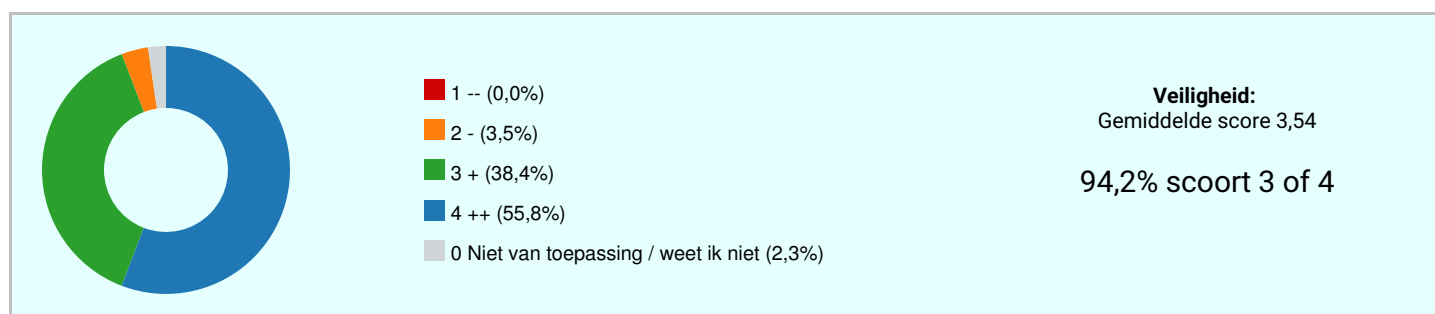 1 -- (0,0%)
2 - (3,5%)
3 + (38,4%)
4 ++ (55,8%)
0 Niet van toepassing / weet ik niet (2,3%)
Veiligheid:
Gemiddelde score 3,54
94,2% scoort 3 of 4